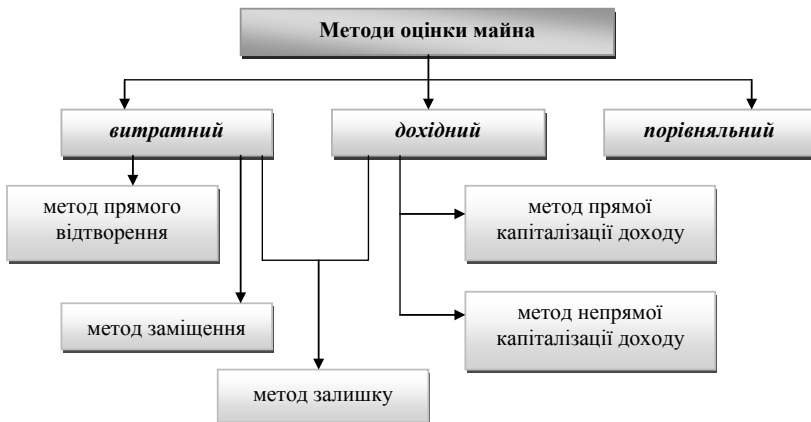 Методи оцінки майна
витратний
дохідний
порівняльний
метод прямого
відтворення
метод прямої
капіталізації доходу
метод заміщення
метод непрямої
капіталізації доходу
метод залишку